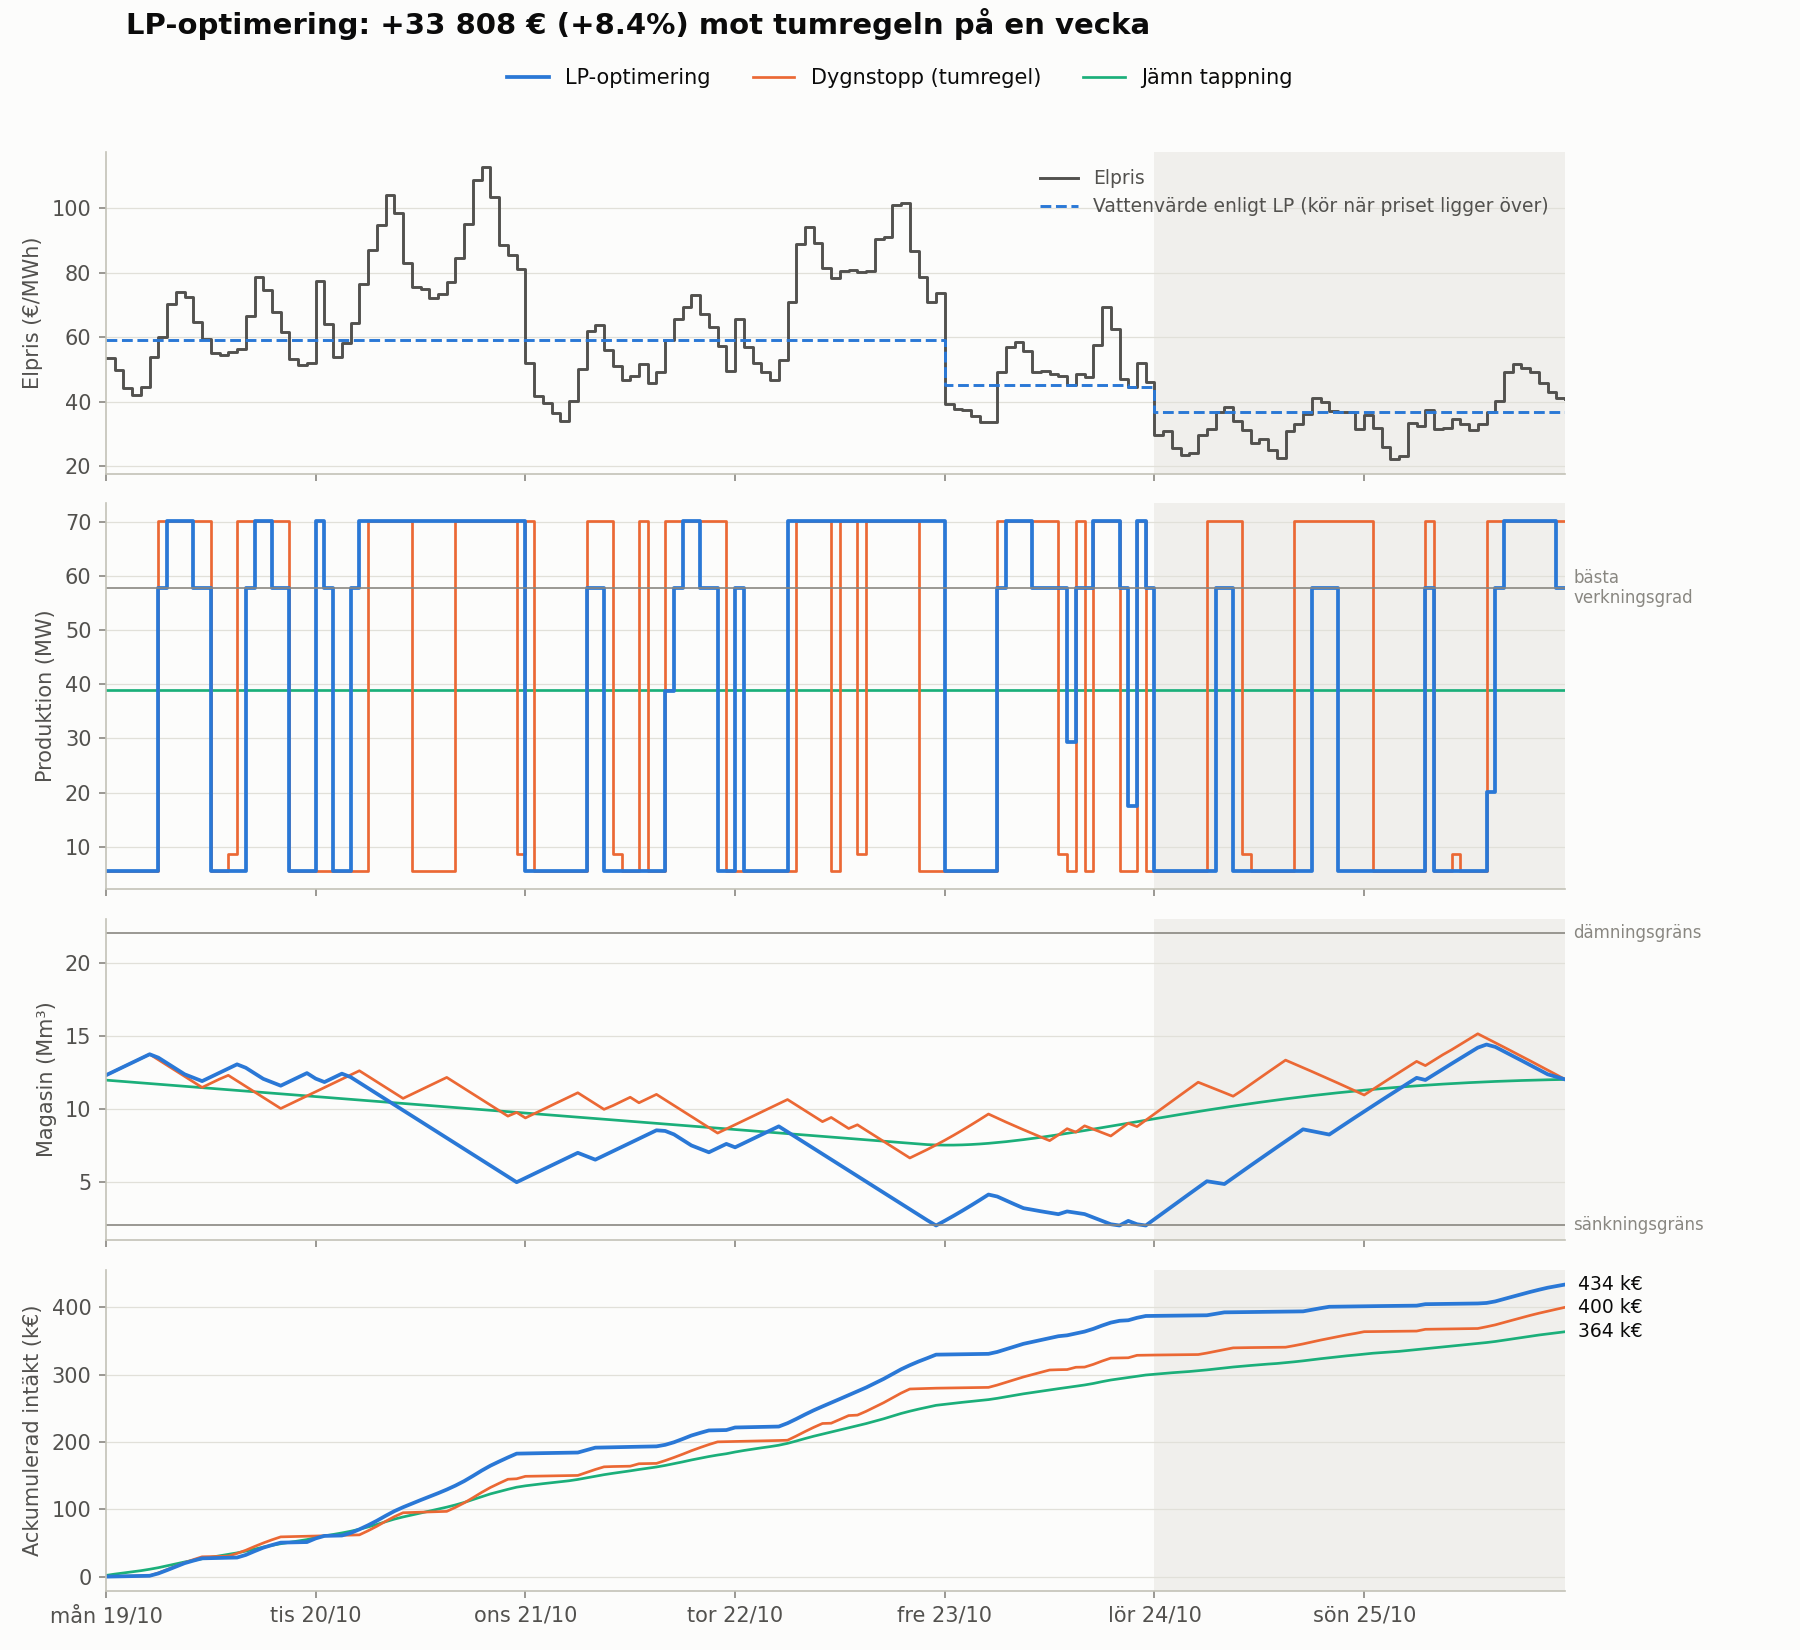 LP-optimering: +33 808 € (+8.4%) mot tumregeln på en vecka
LP-optimering
Dygnstopp (tumregel)
Jämn tappning
Elpris (€/MWh)
100
80
60
40
20
Elpris
Vattenvärde enligt LP (kör när priset ligger över)
Produktion (MW)
70
60
50
40
30
20
10
bästa
verkningsgrad
Magasin (Mm³)
20
15
10
5
dämningsgräns
sänkningsgräns
Ackumulerad intäkt (k€)
400
300
200
100
0
434 k€
400 k€
364 k€
mån 19/10
tis 20/10
ons 21/10
tor 22/10
fre 23/10
lör 24/10
sön 25/10